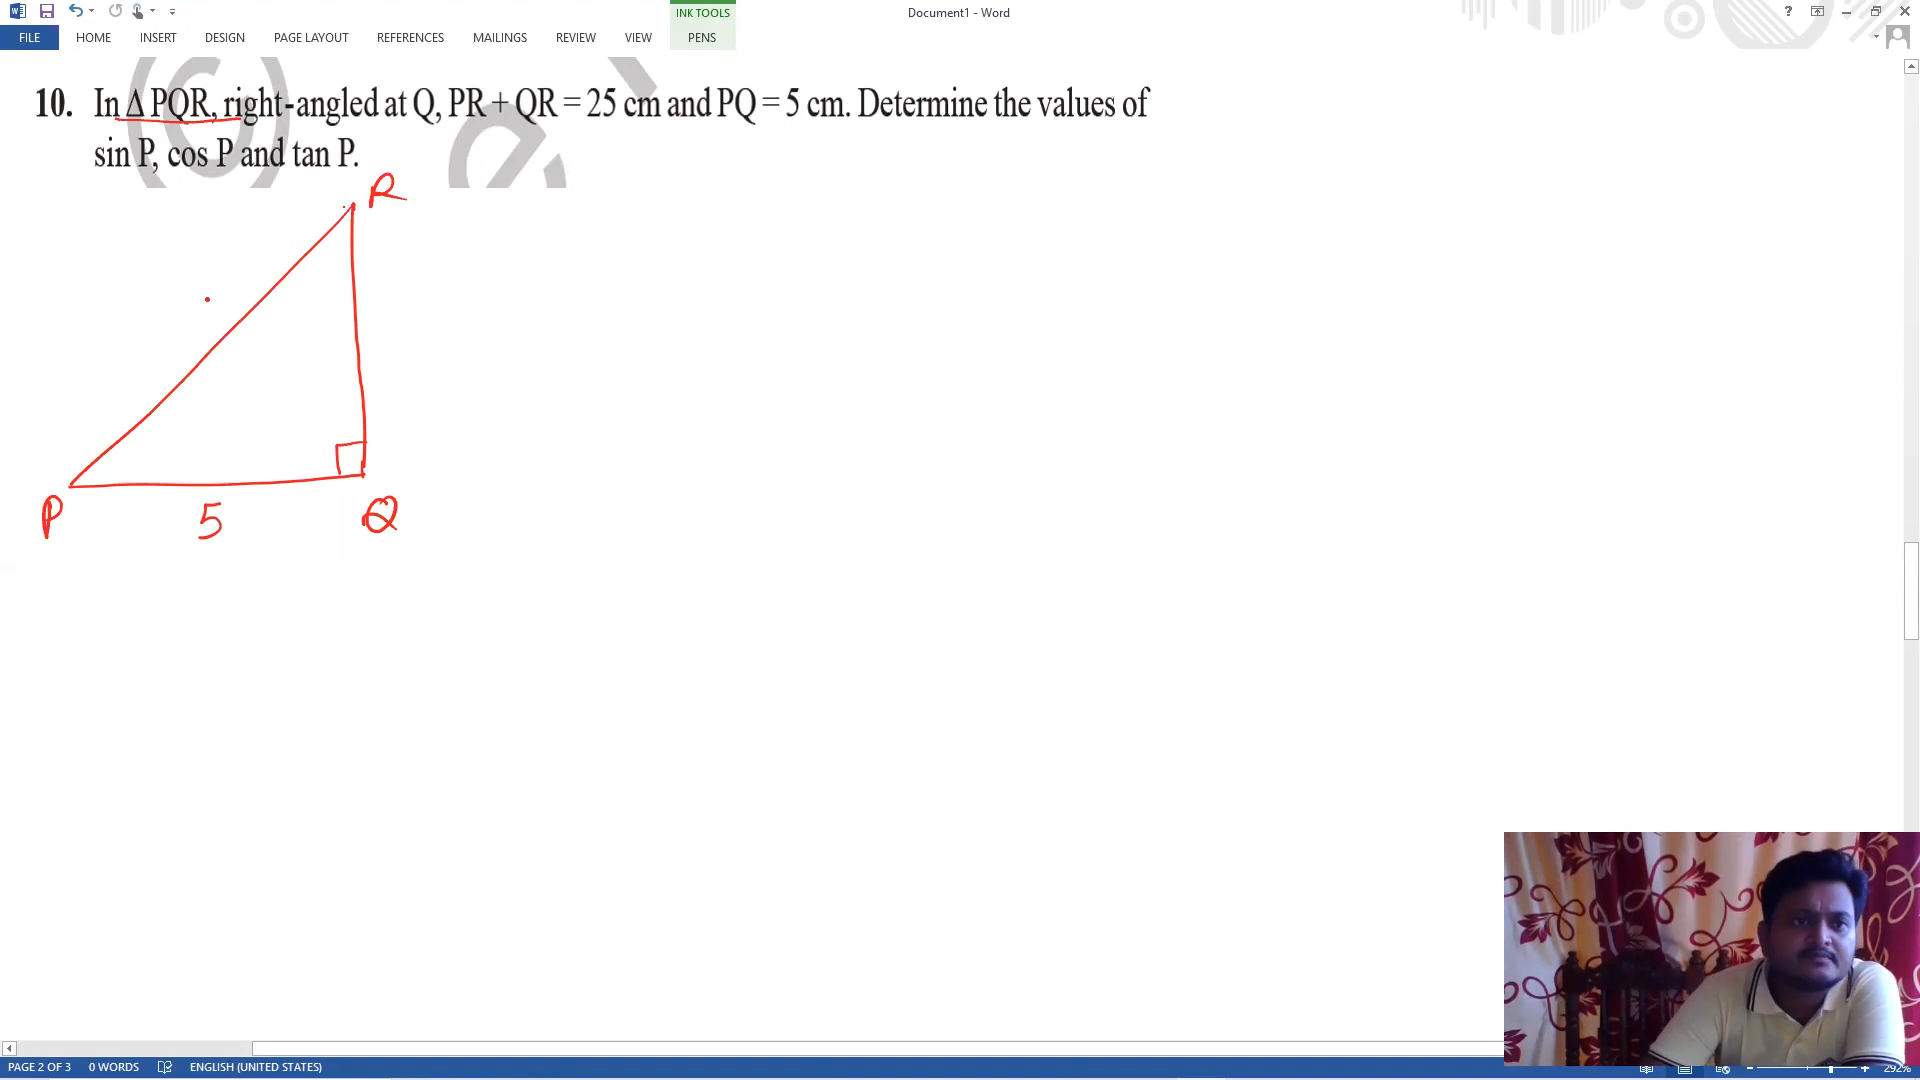 INK TOOLS
Document1 - Word
?
FILE HOME INSERT DESIGN PAGE LAYOUT REFERENCES MAILINGS REVIEW VIEW PENS
10. In Δ PQR, right-angled at Q, PR + QR = 25 cm and PQ = 5 cm. Determine the values of
sin P, cos P and tan P.
R
P 5 Q
PAGE 2 OF 3 0 WORDS ENGLISH (UNITED STATES) 292%